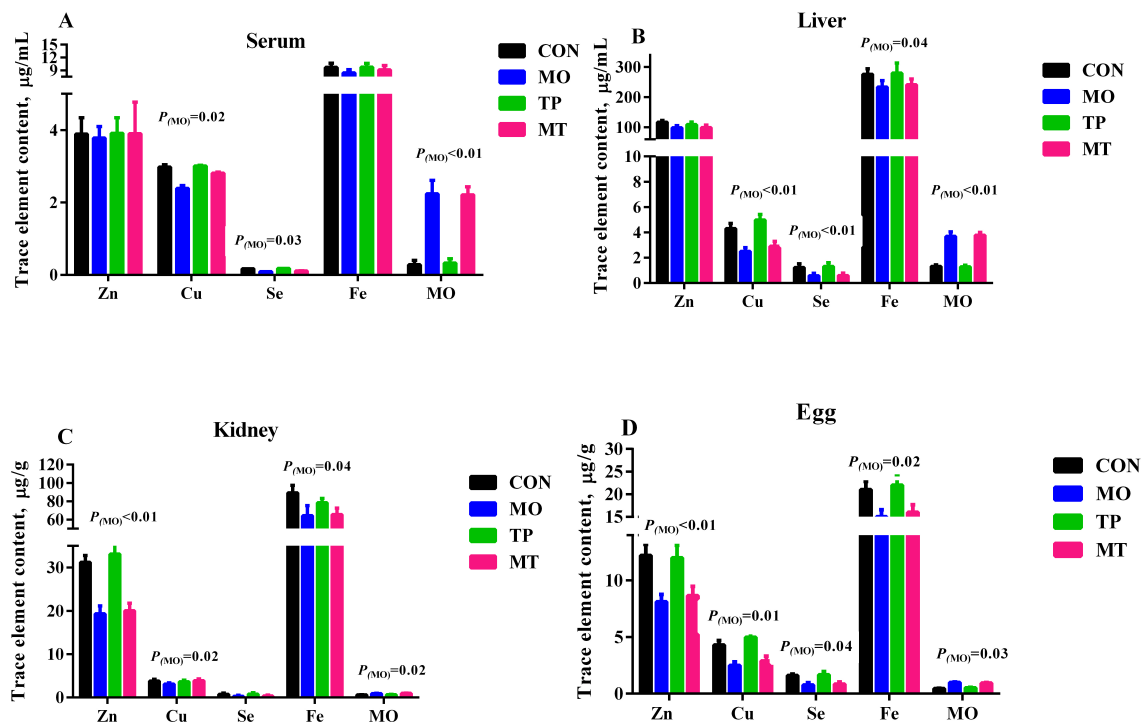 A
Serum
Trace element content, µg/mL
15
12
9
4
2
0
P(MO)=0.02
P(MO)=0.03
P(MO)<0.01
Zn Cu Se Fe MO
CON
MO
TP
MT
B
Liver
Trace element content, µg/mL
300
200
100
10
8
6
4
2
0
P(MO)=0.04
P(MO)<0.01
P(MO)<0.01
P(MO)<0.01
Zn Cu Se Fe MO
CON
MO
TP
MT
C
Kidney
Trace element content, µg/g
120
100
80
60
30
20
10
0
P(MO)=0.04
P(MO)<0.01
P(MO)=0.02
P(MO)=0.02
Zn Cu Se Fe MO
CON
MO
TP
MT
D
Egg
Trace element content, µg/g
30
25
20
15
10
5
0
P(MO)=0.02
P(MO)<0.01
P(MO)=0.01
P(MO)=0.04
P(MO)=0.03
Zn Cu Se Fe MO
CON
MO
TP
MT